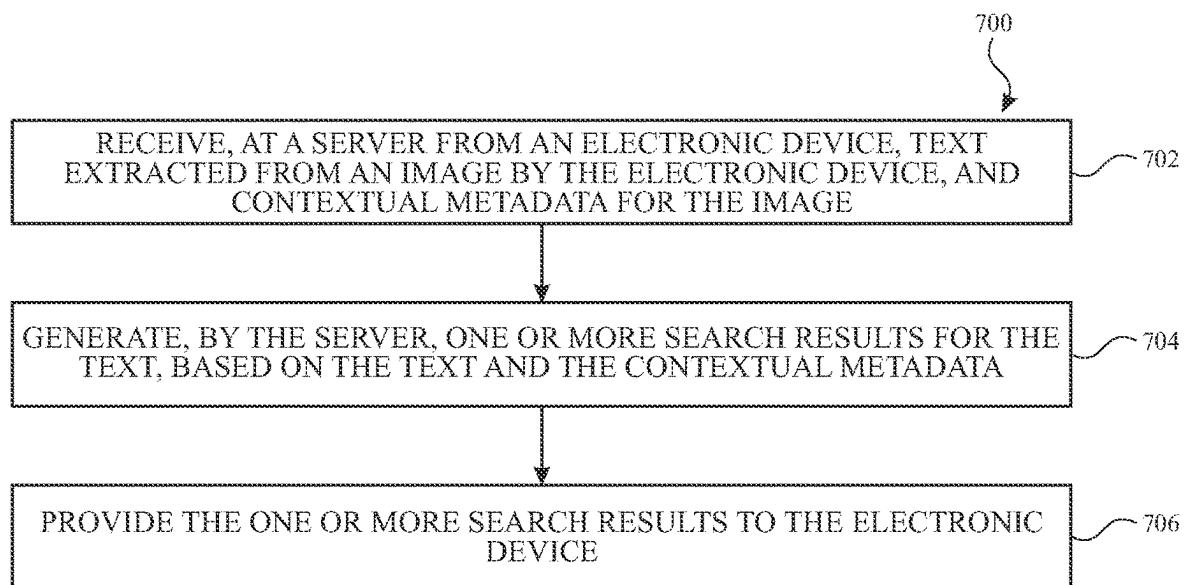 700
RECEIVE, AT A SERVER FROM AN ELECTRONIC DEVICE, TEXT
EXTRACTED FROM AN IMAGE BY THE ELECTRONIC DEVICE, AND
CONTEXTUAL METADATA FOR THE IMAGE
702
GENERATE, BY THE SERVER, ONE OR MORE SEARCH RESULTS FOR THE
TEXT, BASED ON THE TEXT AND THE CONTEXTUAL METADATA
704
PROVIDE THE ONE OR MORE SEARCH RESULTS TO THE ELECTRONIC
DEVICE
706